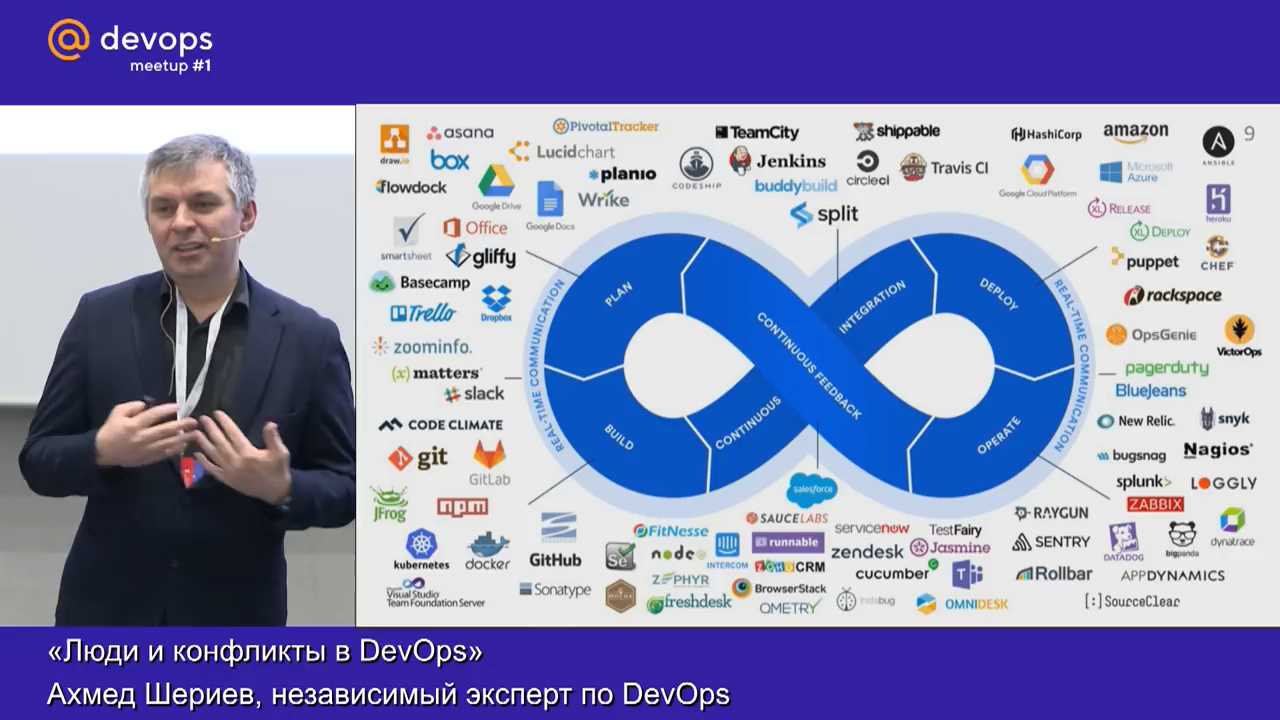 @ devops
meetup #1
draw.io
asana
PivotalTracker
TeamCity
shippable
HashiCorp
amazon
ANSIBLE
9
box
Lucidchart
planio
CODESHIP
Jenkins
circleci
Travis CI
Google Cloud Platform
Microsoft
Azure
flowdock
Google Drive
Google Docs
Wrike
buddybuild
split
XL RELEASE
heroku
smartsheet
Office
gliffy
XL DEPLOY
puppet
CHEF
Basecamp
Trello
Dropbox
rackspace
OpsGenie
VictorOps
zoominfo.
(x) matters
slack
pagerduty
BlueJeans
CODE CLIMATE
git
GitLab
New Relic.
snyk
bugsnag
Nagios
JFrog
npm
splunk>
LOGGLY
ZABBIX
REAL-TIME COMMUNICATION
PLAN
BUILD
CONTINUOUS
INTEGRATION
CONTINUOUS FEEDBACK
DEPLOY
OPERATE
REAL-TIME COMMUNICATION
salesforce
kubernetes
docker
GitHub
FitNesse
SAUCELABS
servicenow
TestFairy
RAYGUN
Se
node
INTERCOM
runnable
zendesk
Jasmine
SENTRY
DATADOG
bigpanda
dynatrace
Visual Studio
Team Foundation Server
Sonatype
MOCHA
ZEPHYR
ZOHO CRM
cucumber
Rollbar
APPDYNAMICS
freshdesk
BrowserStack
QMETRY
instabug
OMNIDESK
[:]SourceClear
«Люди и конфликты в DevOps»
Ахмед Шериев, независимый эксперт по DevOps